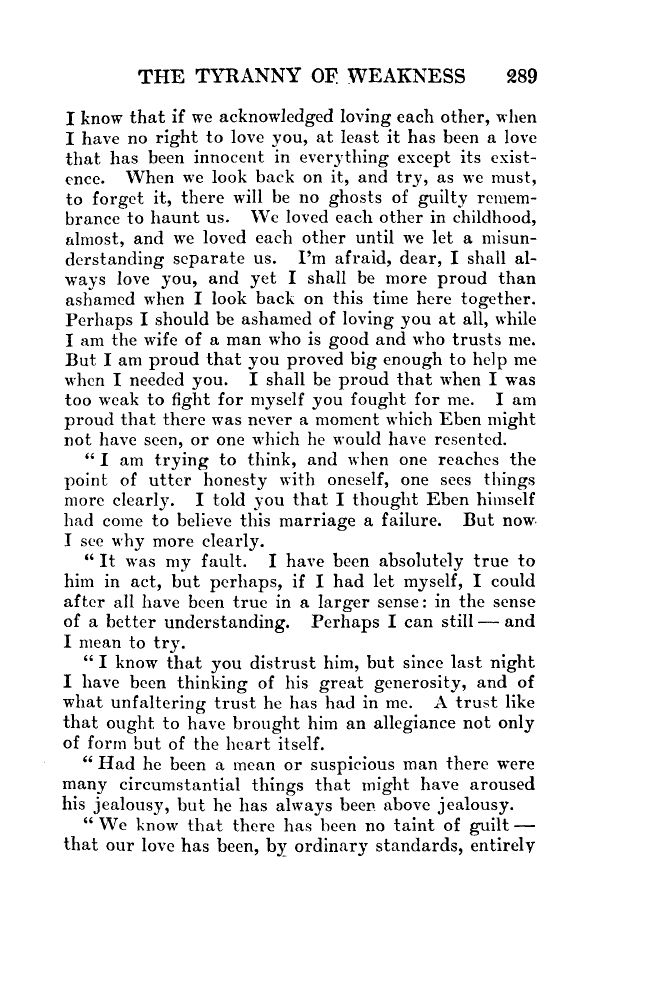 THE TYRANNY OF WEAKNESS 289
I know that if we acknowledged loving each other, when
I have no right to love you, at least it has been a love
that has been innocent in everything except its exist-
ence. When we look back on it, and try, as we must,
to forget it, there will be no ghosts of guilty remem-
brance to haunt us. We loved each other in childhood,
almost, and we loved each other until we let a misun-
derstanding separate us. I'm afraid, dear, I shall al-
ways love you, and yet I shall be more proud than
ashamed when I look back on this time here together.
Perhaps I should be ashamed of loving you at all, while
I am the wife of a man who is good and who trusts me.
But I am proud that you proved big enough to help me
when I needed you. I shall be proud that when I was
too weak to fight for myself you fought for me. I am
proud that there was never a moment which Eben might
not have seen, or one which he would have resented.
"I am trying to think, and when one reaches the
point of utter honesty with oneself, one sees things
more clearly. I told you that I thought Eben himself
had come to believe this marriage a failure. But now
I see why more clearly.
"It was my fault. I have been absolutely true to
him in act, but perhaps, if I had let myself, I could
after all have been true in a larger sense: in the sense
of a better understanding. Perhaps I can still — and
I mean to try.
"I know that you distrust him, but since last night
I have been thinking of his great generosity, and of
what unfaltering trust he has had in me. A trust like
that ought to have brought him an allegiance not only
of form but of the heart itself.
"Had he been a mean or suspicious man there were
many circumstantial things that might have aroused
his jealousy, but he has always been above jealousy.
"We know that there has been no taint of guilt —
that our love has been, by ordinary standards, entirely